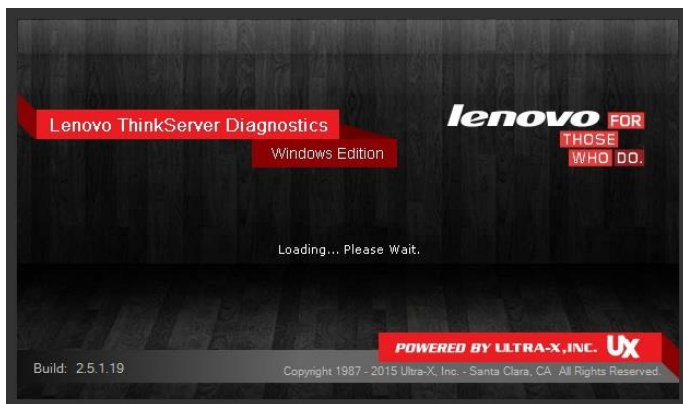 Lenovo ThinkServer Diagnostics
Windows Edition
lenovo FOR
THOSE
WHO DO.
Loading... Please Wait.
POWERED BY ULTRA-X,INC. UX
Build: 2.5.1.19
Copyright 1987 - 2015 Ultra-X, Inc. - Santa Clara, CA All Rights Reserved.